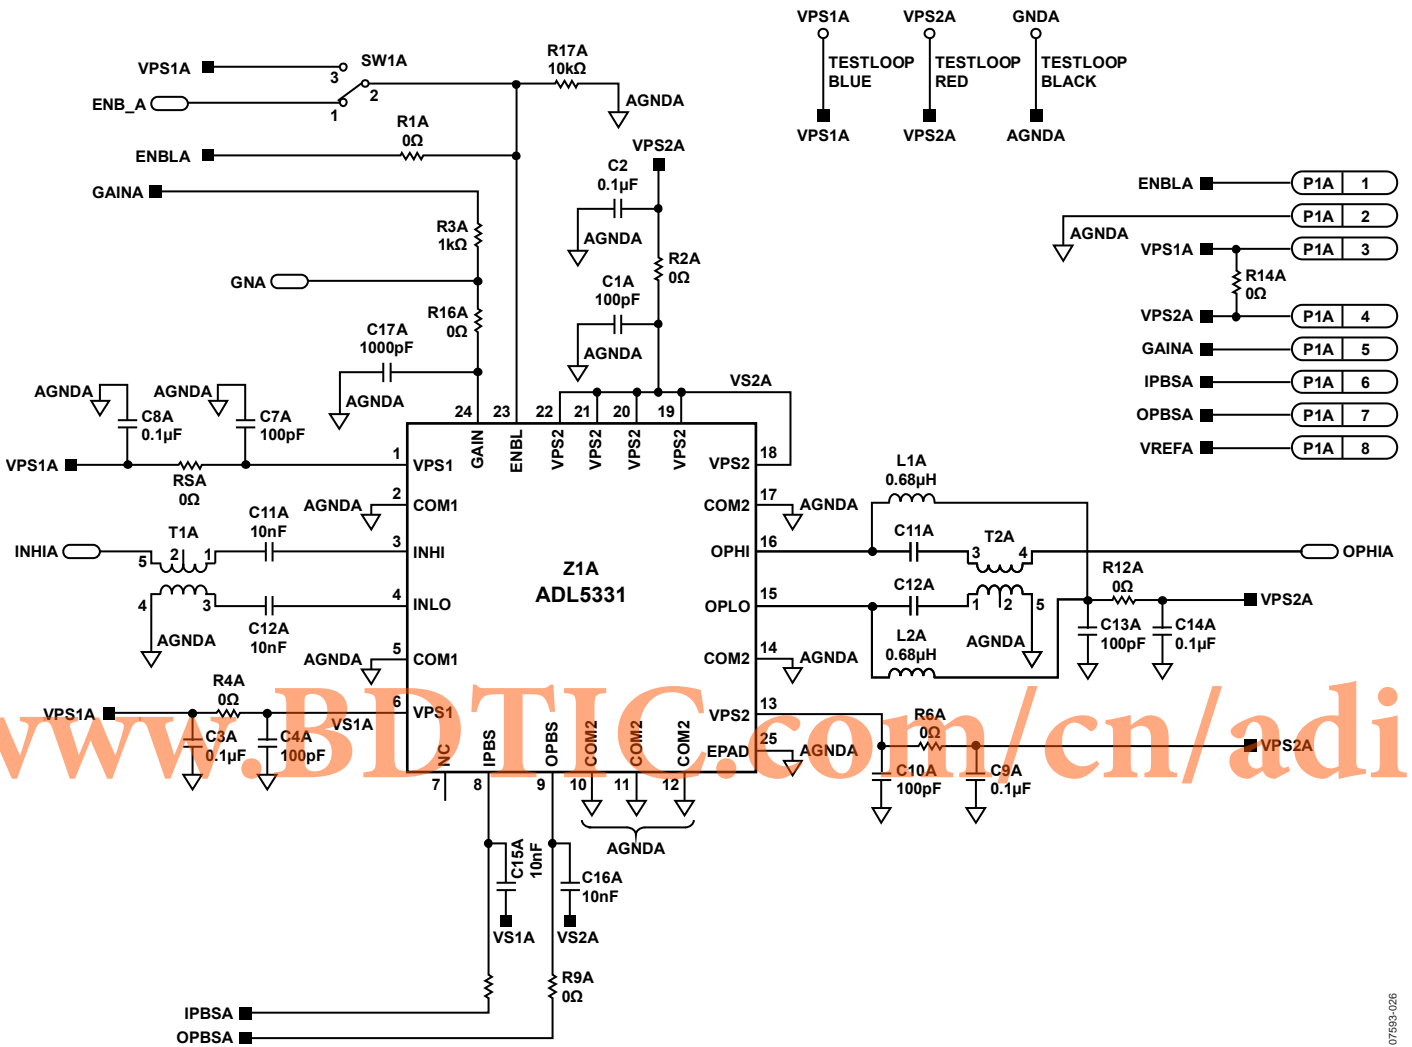 VPS1A
VPS2A
GNDA
TESTLOOP
BLUE
TESTLOOP
RED
TESTLOOP
BLACK
VPS1A
VPS2A
AGNDA
VPS1A
3
SW1A
2
ENB_A
1
R17A
10kΩ
AGNDA
R1A
0Ω
ENBLA
GAINA
VPS2A
C2
0.1µF
AGNDA
R2A
0Ω
C1A
100pF
AGNDA
R3A
1kΩ
GNA
R16A
0Ω
C17A
1000pF
AGNDA
ENBLA
P1A 1
P1A 2
AGNDA
VPS1A
P1A 3
R14A
0Ω
VPS2A
P1A 4
GAINA
P1A 5
IPBSA
P1A 6
OPBSA
P1A 7
VREFA
P1A 8
AGNDA
C8A
0.1µF
AGNDA
C7A
100pF
VPS1A
RSA
0Ω
VS2A
24
23
22
21
20
19
GAIN
ENBL
VPS2
VPS2
VPS2
VPS2
1
VPS1
VPS2
18
2
AGNDA
COM1
COM2
17
AGNDA
INHIA
T1A
5
2
1
4
3
AGNDA
C11A
10nF
C12A
10nF
3
INHI
4
INLO
Z1A
ADL5331
OPHI
16
OPLO
15
L1A
0.68µH
C11A
T2A
3
4
OPHIA
C12A
1
2
5
AGNDA
L2A
0.68µH
R12A
0Ω
VPS2A
C13A
100pF
C14A
0.1µF
AGNDA
5
COM1
COM2
14
AGNDA
VPS1A
R4A
0Ω
VS1A
6
VPS1
C3A
0.1µF
C4A
100pF
VPS2
13
EPAD
25
AGNDA
R6A
0Ω
VPS2A
C10A
100pF
C9A
0.1µF
NC
IPBS
OPBS
COM2
COM2
COM2
7
8
9
10
11
12
AGNDA
C15A
10nF
VS1A
C16A
10nF
VS2A
R9A
0Ω
IPBSA
OPBSA
www.BDTIC.com/cn/adi
07593-026